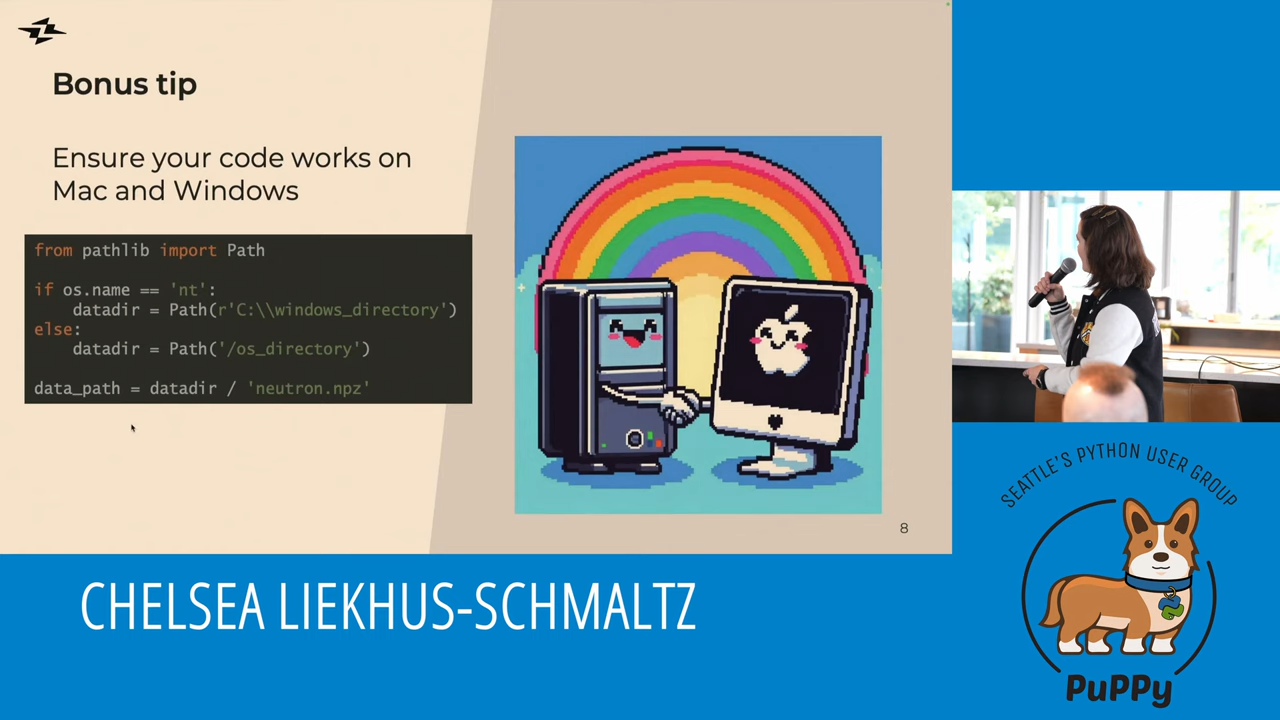 Bonus tip
Ensure your code works on
Mac and Windows
from pathlib import Path
if os.name == 'nt':
    datadir = Path(r'C:\\windows_directory')
else:
    datadir = Path('/os_directory')
data_path = datadir / 'neutron.npz'
8
CHELSEA LIEKHUS-SCHMALTZ
SEATTLE'S PYTHON USER GROUP
PuPPy